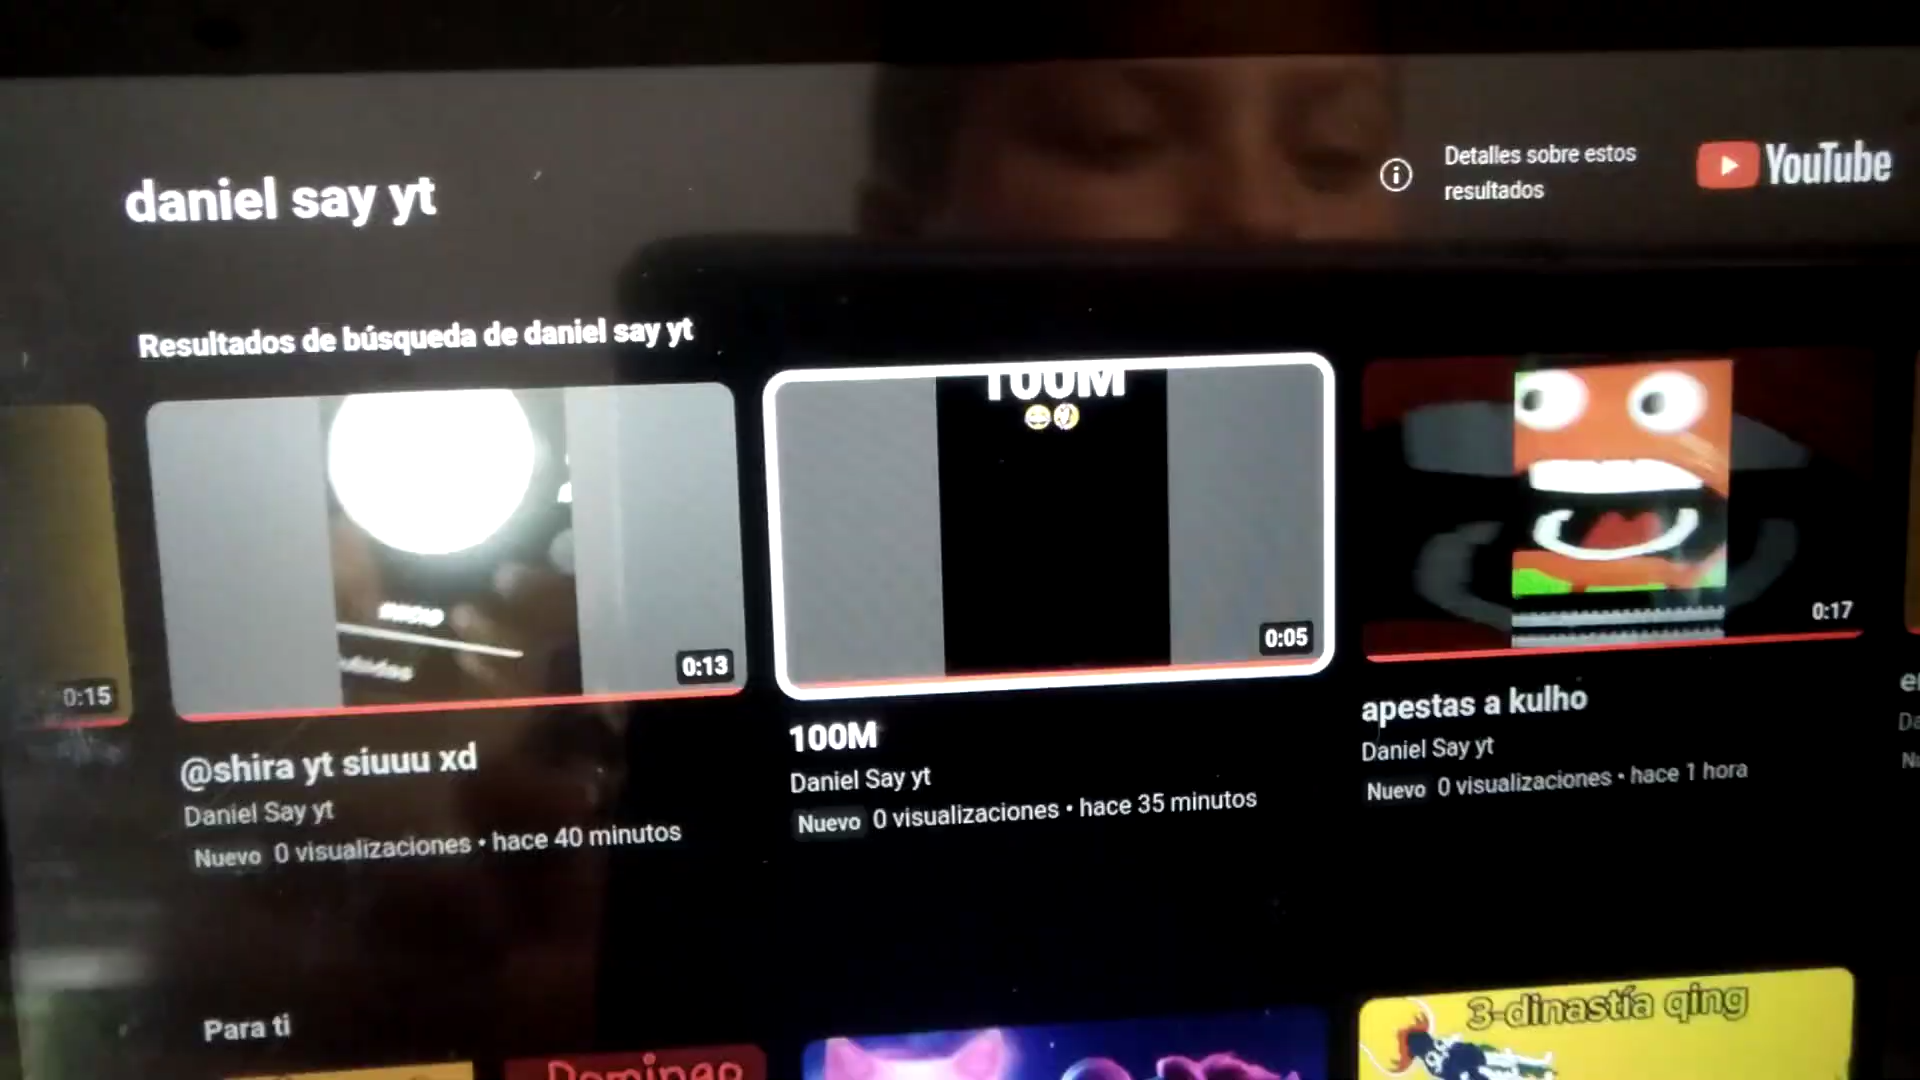 daniel say yt
Detalles sobre estos
resultados
YouTube
Resultados de búsqueda de daniel say yt
100M
0:15
0:13
0:05
0:17
@shira yt siuuu xd
Daniel Say yt
Nuevo 0 visualizaciones • hace 40 minutos
100M
Daniel Say yt
Nuevo 0 visualizaciones • hace 35 minutos
apestas a kulho
Daniel Say yt
Nuevo 0 visualizaciones • hace 1 hora
Para ti
Domingo
3-dinastía qing